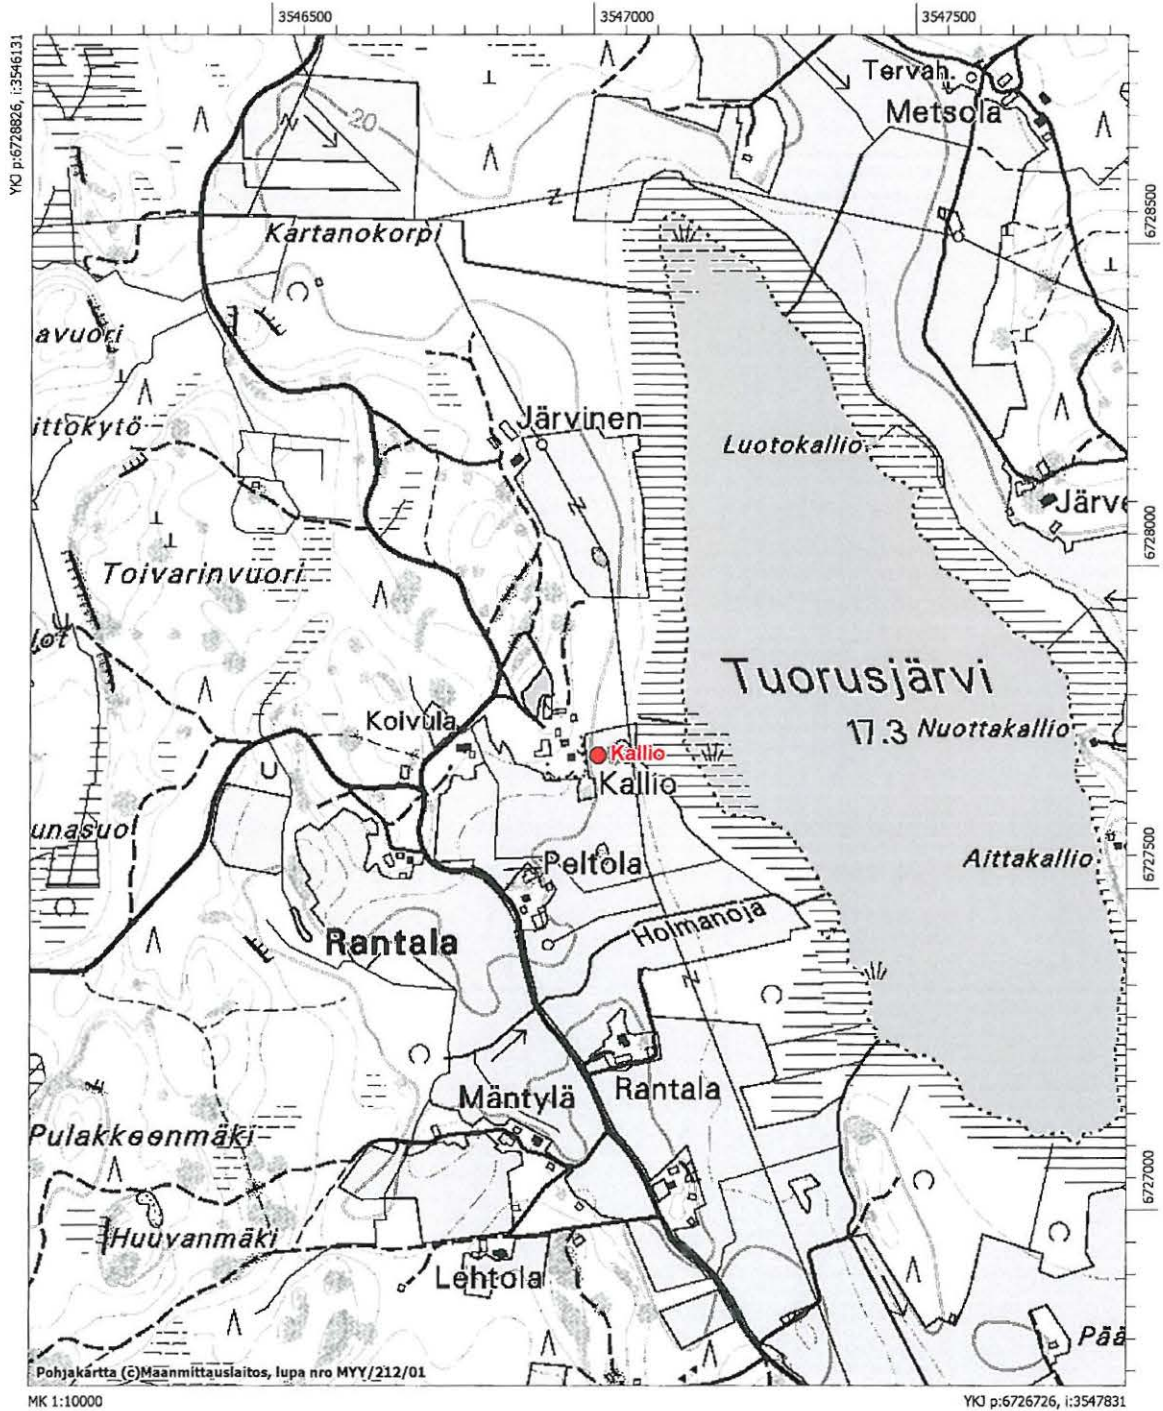 3546500
3547000
3547500
YKJ p:6728826, i:3546131
Tervah.
Metsola
20
6728500
Kartanokorpi
avuori
ittokytö
Järvinen
Luotokallio
Järve
6728000
Toivarinvuori
lot
Tuorusjärvi
17.3
Nuottakallio
Koivula
Kallio
Kallio
unasuo
Peltola
Aittakallio
6727500
Holmanoja
Rantala
Rantala
Mäntylä
Pulakkeenmäki
6727000
Huuvanmäki
Lehtola
Pää
Pohjakartta (c)Maanmittauslaitos, lupa nro MYY/212/01
MK 1:10000
YKJ p:6726726, i:3547831